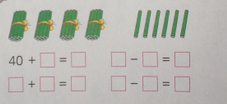 40 + □ = □ □ - □ = □
□ + □ = □ □ - □ = □